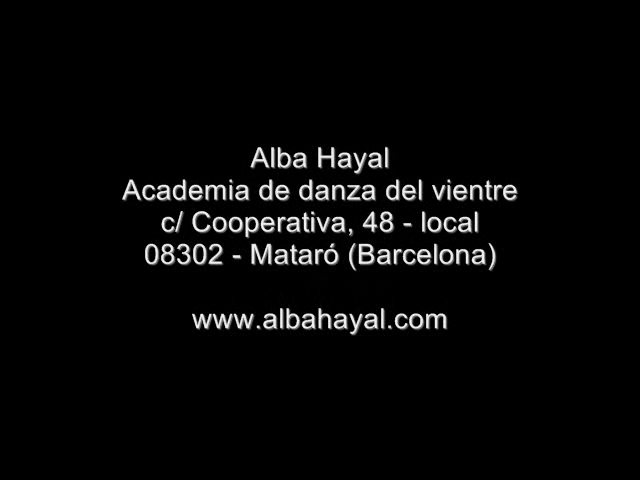 Alba Hayal
Academia de danza del vientre
c/ Cooperativa, 48 - local
08302 - Mataró (Barcelona)
www.albahayal.com